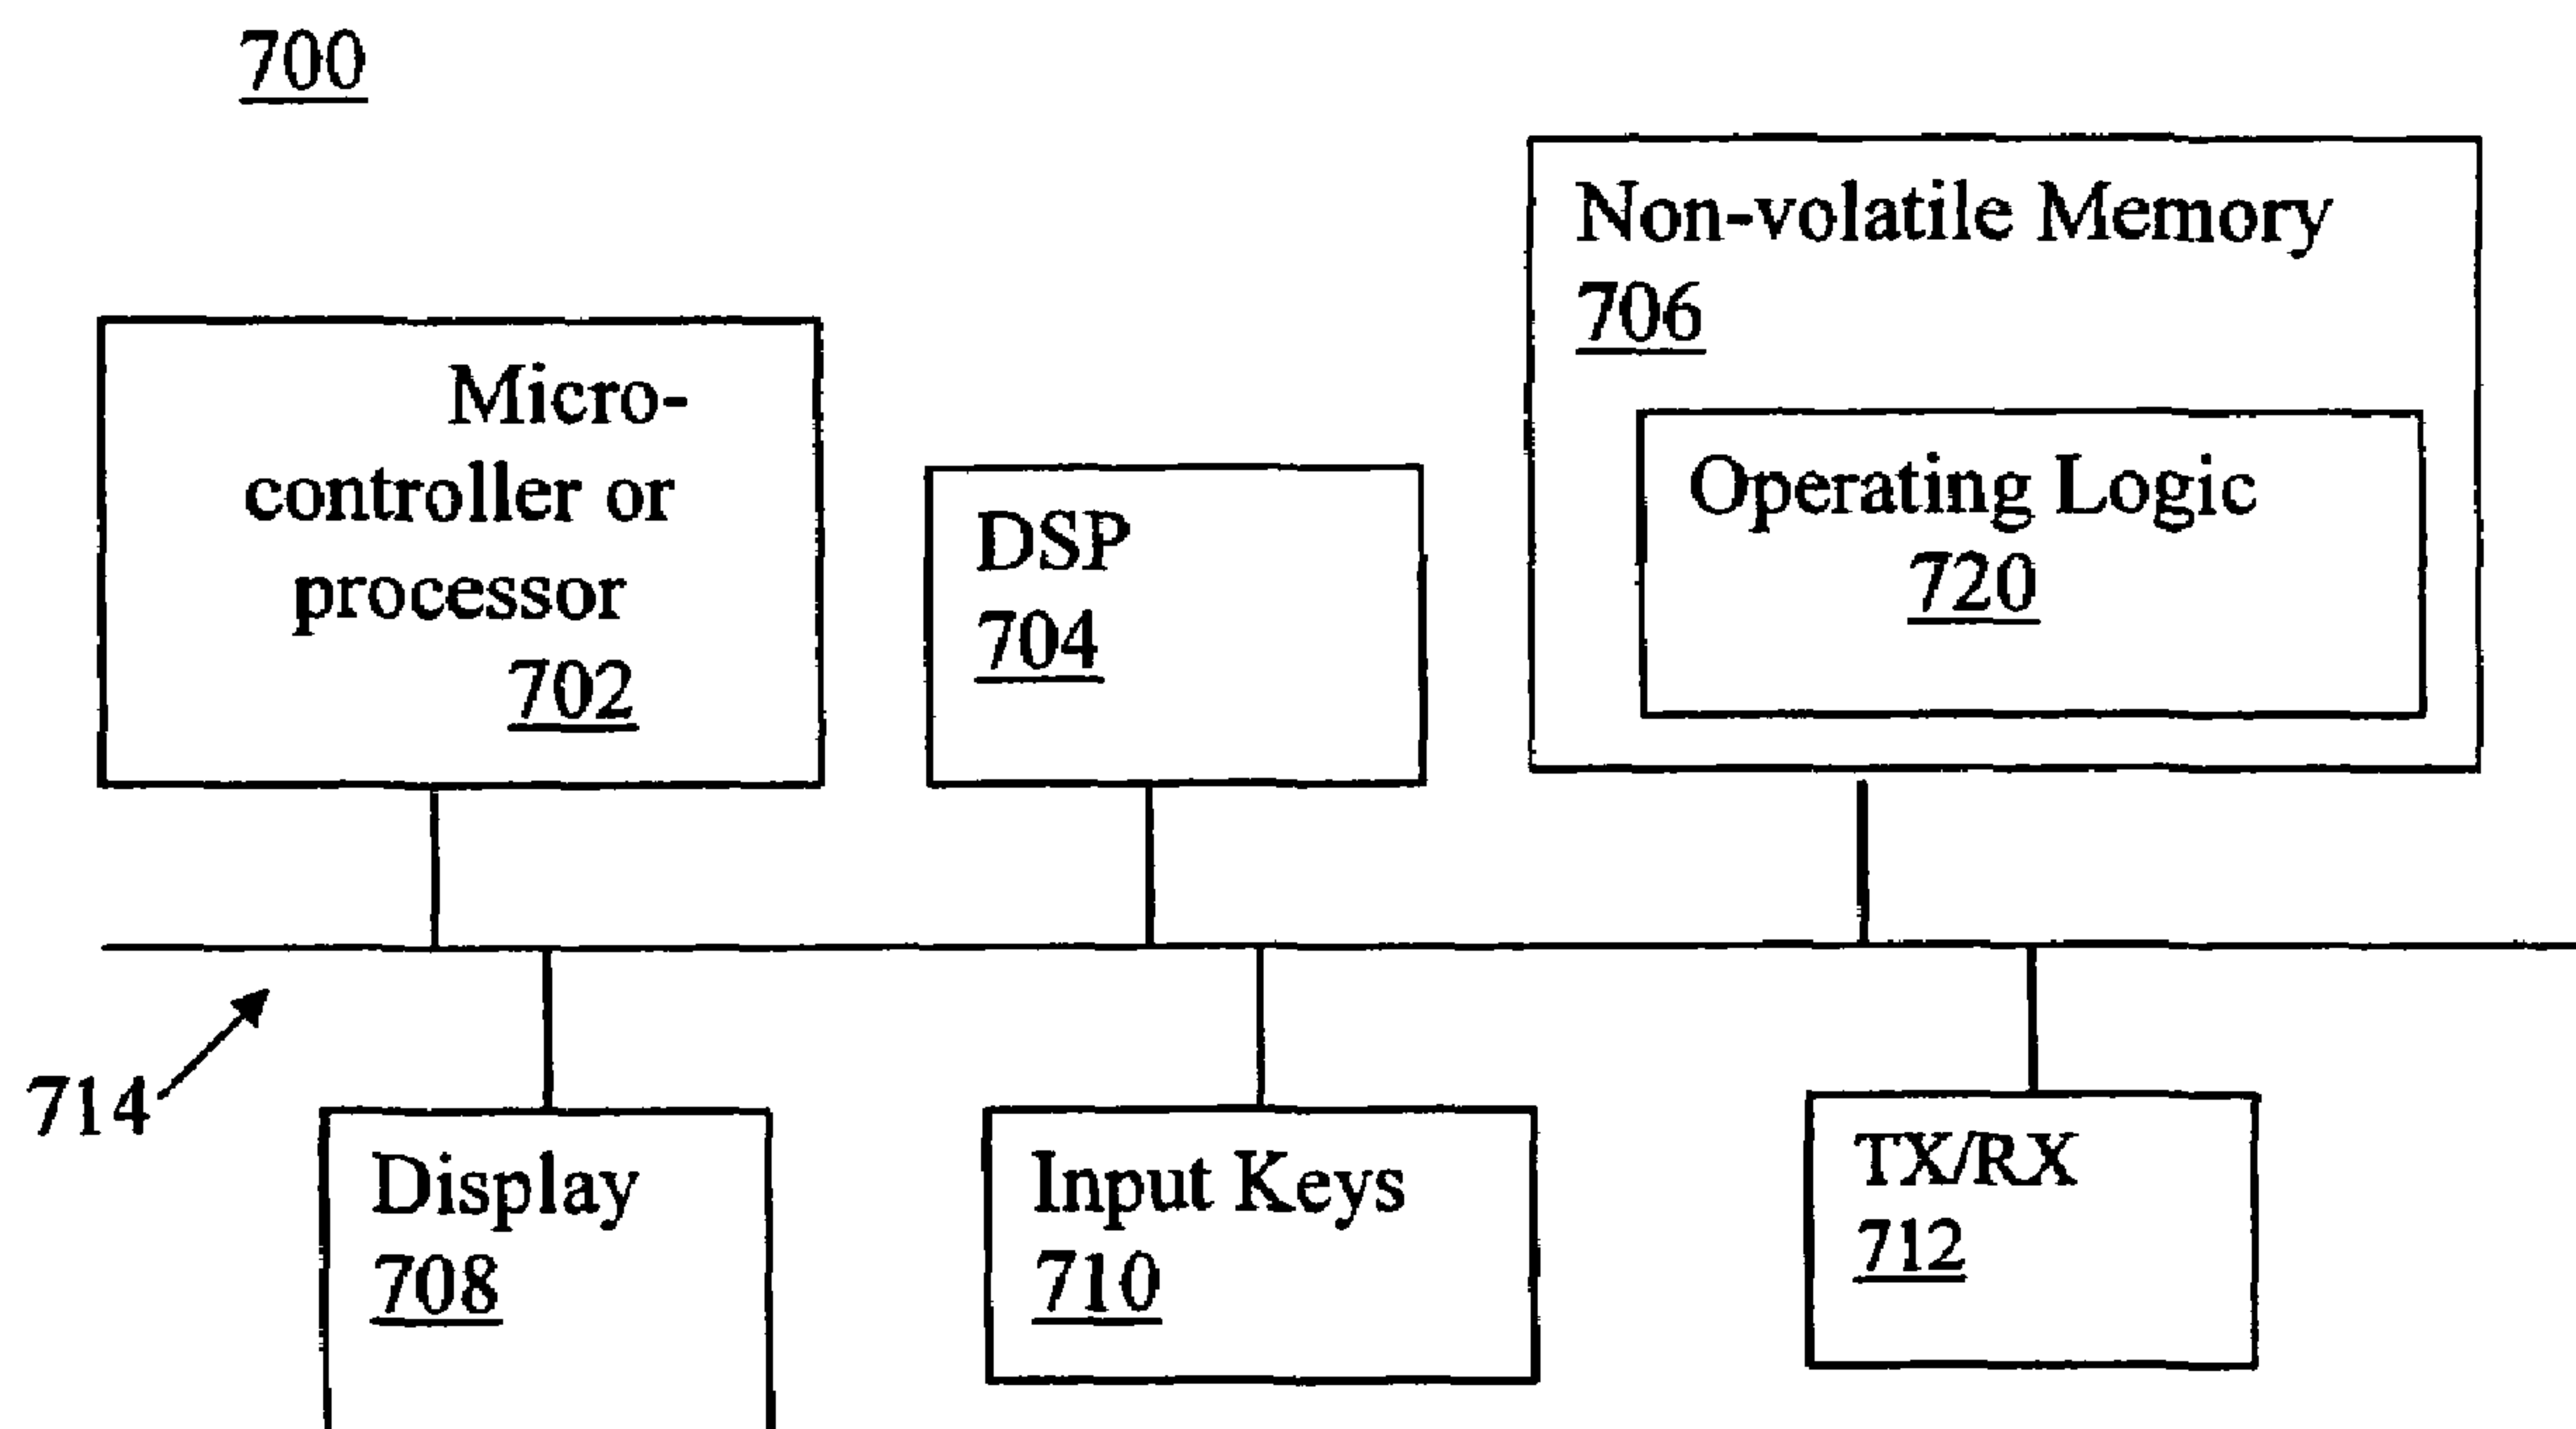 700
Non-volatile Memory
706
Micro-
controller or
processor
702
DSP
704
Operating Logic
720
714
Display
708
Input Keys
710
TX/RX
712